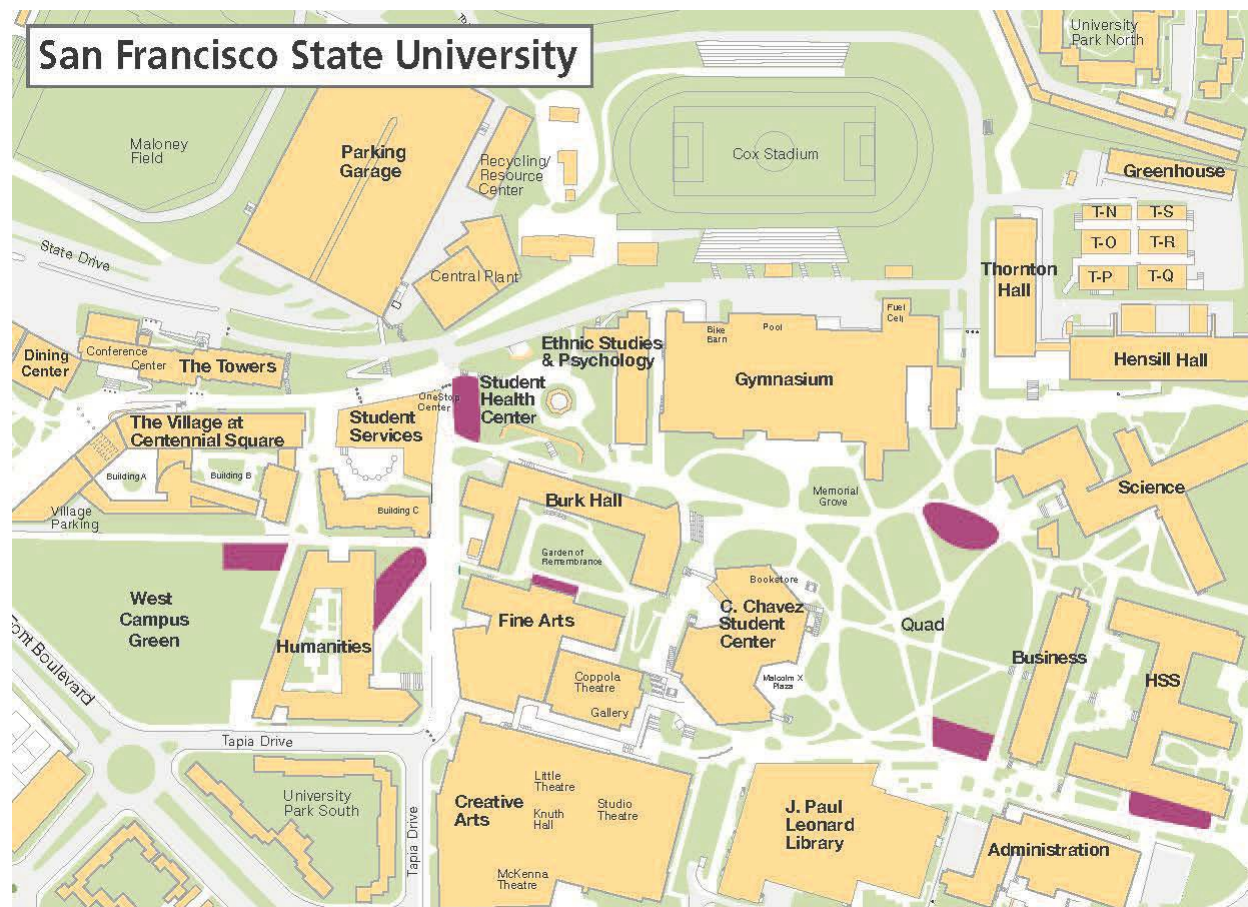 San Francisco State University
University
Park North
Maloney
Field
Parking
Garage
Recycling/
Resource
Center
Cox Stadium
Greenhouse
T-N
T-S
T-O
T-R
T-P
T-Q
State Drive
Central Plant
Thornton
Hall
Fuel
Cell
Bike
Barn
Pool
Ethnic Studies
& Psychology
Gymnasium
Hensill Hall
Dining
Center
Conference
Center
The Towers
OneStop
Center
Student
Health
Center
The Village at
Centennial Square
Student
Services
Building A
Building B
Building C
Village
Parking
Burk Hall
Memorial
Grove
Science
Garden of
Remembrance
Bookstore
West
Campus
Green
Humanities
Fine Arts
C. Chavez
Student
Center
Quad
Business
HSS
Font Boulevard
Coppola
Theatre
Gallery
Malcolm X
Plaza
Tapia Drive
University
Park South
Tapia Drive
Creative
Arts
Little
Theatre
Knuth
Hall
Studio
Theatre
McKenna
Theatre
J. Paul
Leonard
Library
Administration